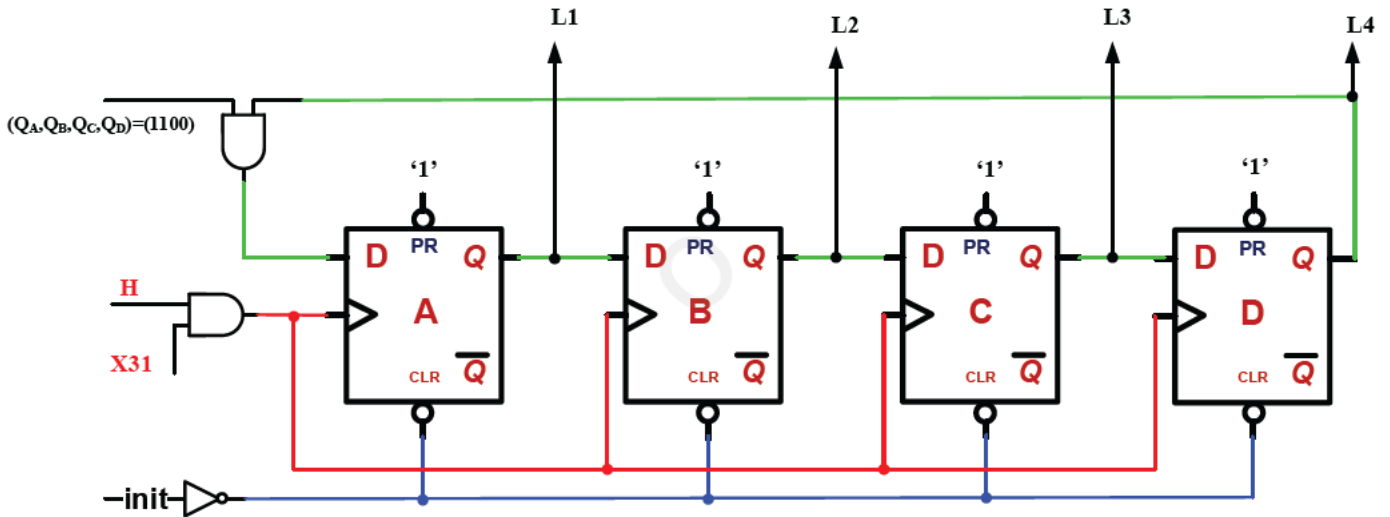 L1
L2
L3
L4
(QA,QB,QC,QD)=(1100)
‘1’ ‘1’ ‘1’ ‘1’
PR PR PR PR
D Q D Q D Q D Q
H
A B C D
X31
CLR Q CLR Q CLR Q CLR Q
init